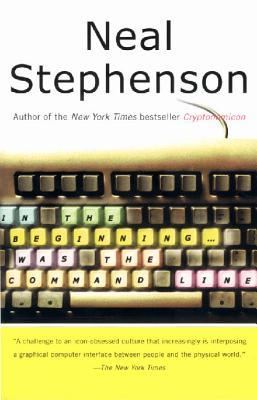 Neal
Stephenson
Author of the New York Times bestseller Cryptonomicon
IN THE
BEGINNING...
WAS THE
COMMAND LINE
"A challenge to an icon-obsessed culture that increasingly is interposing
a graphical computer interface between people and the physical world."
—The New York Times